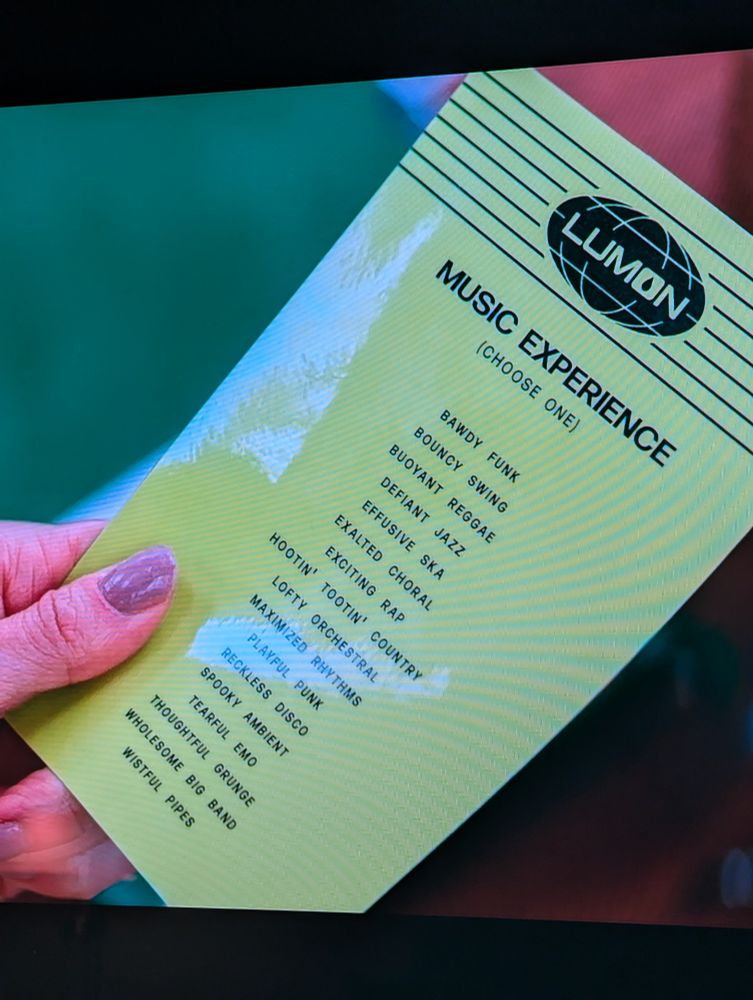 LUMON
MUSIC EXPERIENCE
(CHOOSE ONE)
BAWDY FUNK
BOUNCY SWING
BUOYANT REGGAE
DEFIANT JAZZ
EFFUSIVE SKA
EXALTED CHORAL
EXCITING RAP
HOOTIN' TOOTIN' COUNTRY
LOFTY ORCHESTRAL
MAXIMIZED RHYTHMS
PLAYFUL PUNK
RECKLESS DISCO
SPOOKY AMBIENT
TEARFUL EMO
THOUGHTFUL GRUNGE
WHOLESOME BIG BAND
WISTFUL PIPES